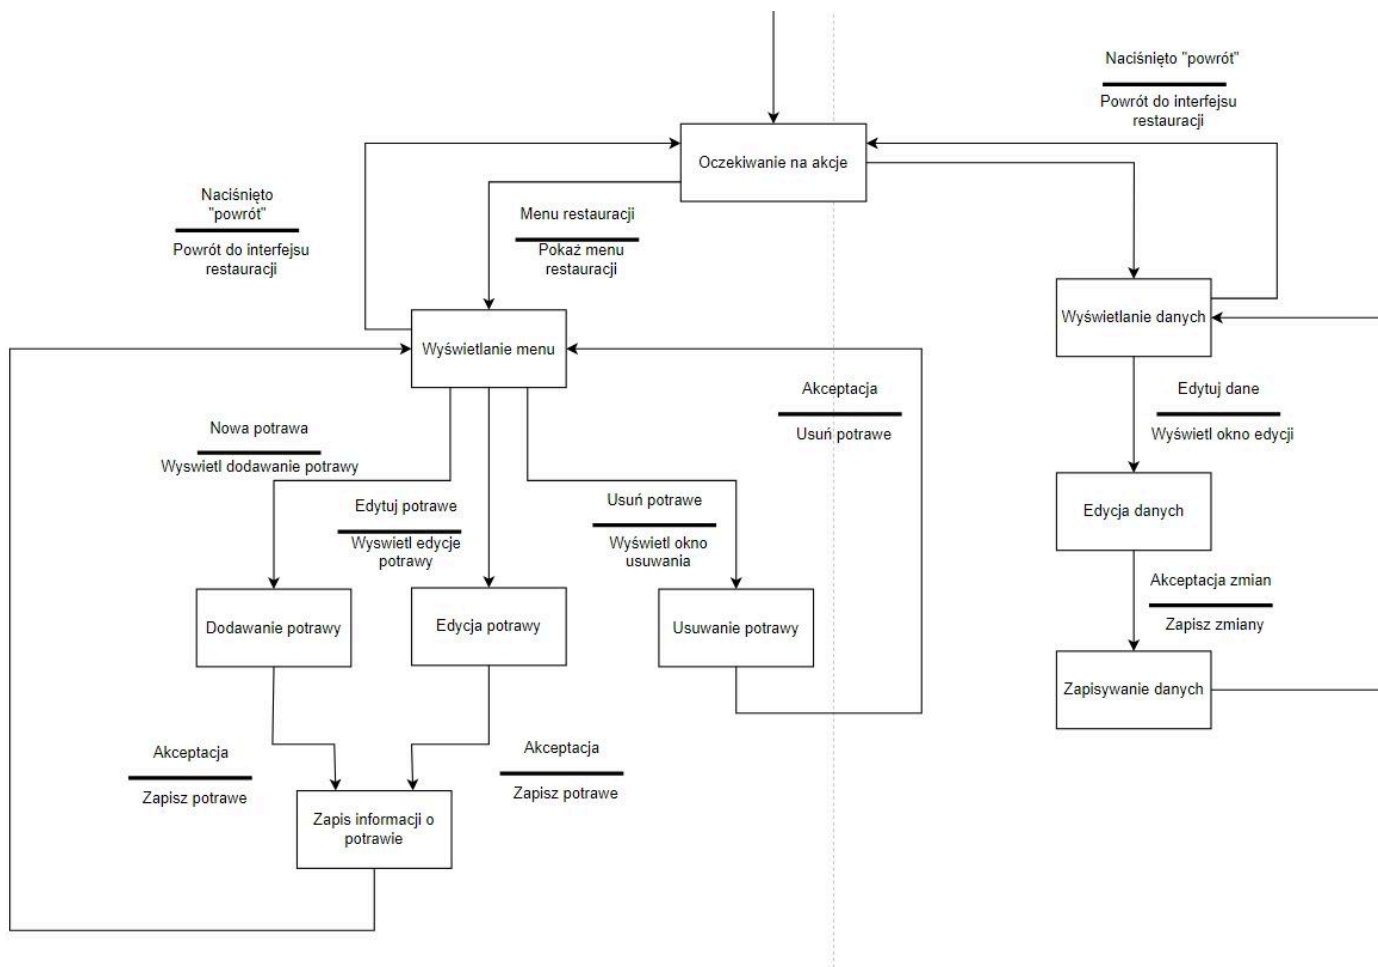 Naciśnięto "powrót"
Powrót do interfejsu
restauracji
Oczekiwanie na akcje
Naciśnięto
"powrót"
Powrót do interfejsu
restauracji
Menu restauracji
Pokaż menu
restauracji
Wyświetlanie danych
Wyświetlanie menu
Akceptacja
Usuń potrawe
Edytuj dane
Wyświetl okno edycji
Nowa potrawa
Wyswietl dodawanie potrawy
Edytuj potrawe
Wyswietl edycje
potrawy
Usuń potrawe
Wyświetl okno
usuwania
Edycja danych
Akceptacja zmian
Zapisz zmiany
Dodawanie potrawy
Edycja potrawy
Usuwanie potrawy
Zapisywanie danych
Akceptacja
Zapisz potrawe
Akceptacja
Zapisz potrawe
Zapis informacji o
potrawie